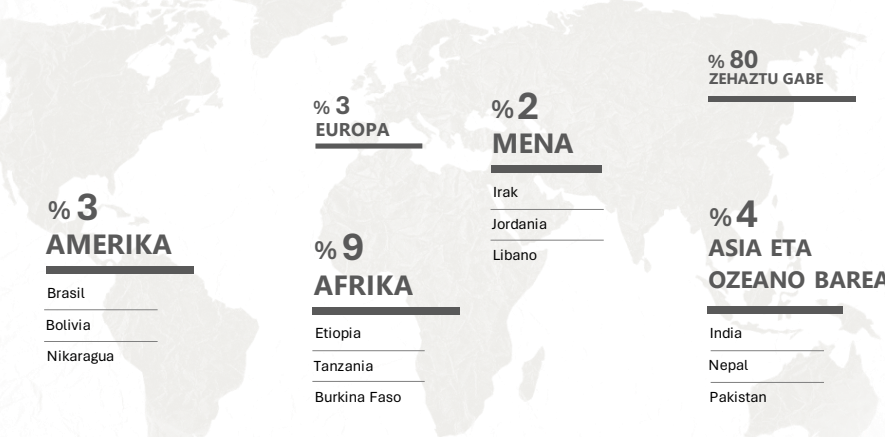 % 3
AMERIKA
Brasil
Bolivia
Nikaragua
% 3
EUROPA
% 9
AFRIKA
Etiopia
Tanzania
Burkina Faso
% 2
MENA
Irak
Jordania
Libano
% 80
ZEHAZTU GABE
% 4
ASIA ETA
OZEANO BAREA
India
Nepal
Pakistan